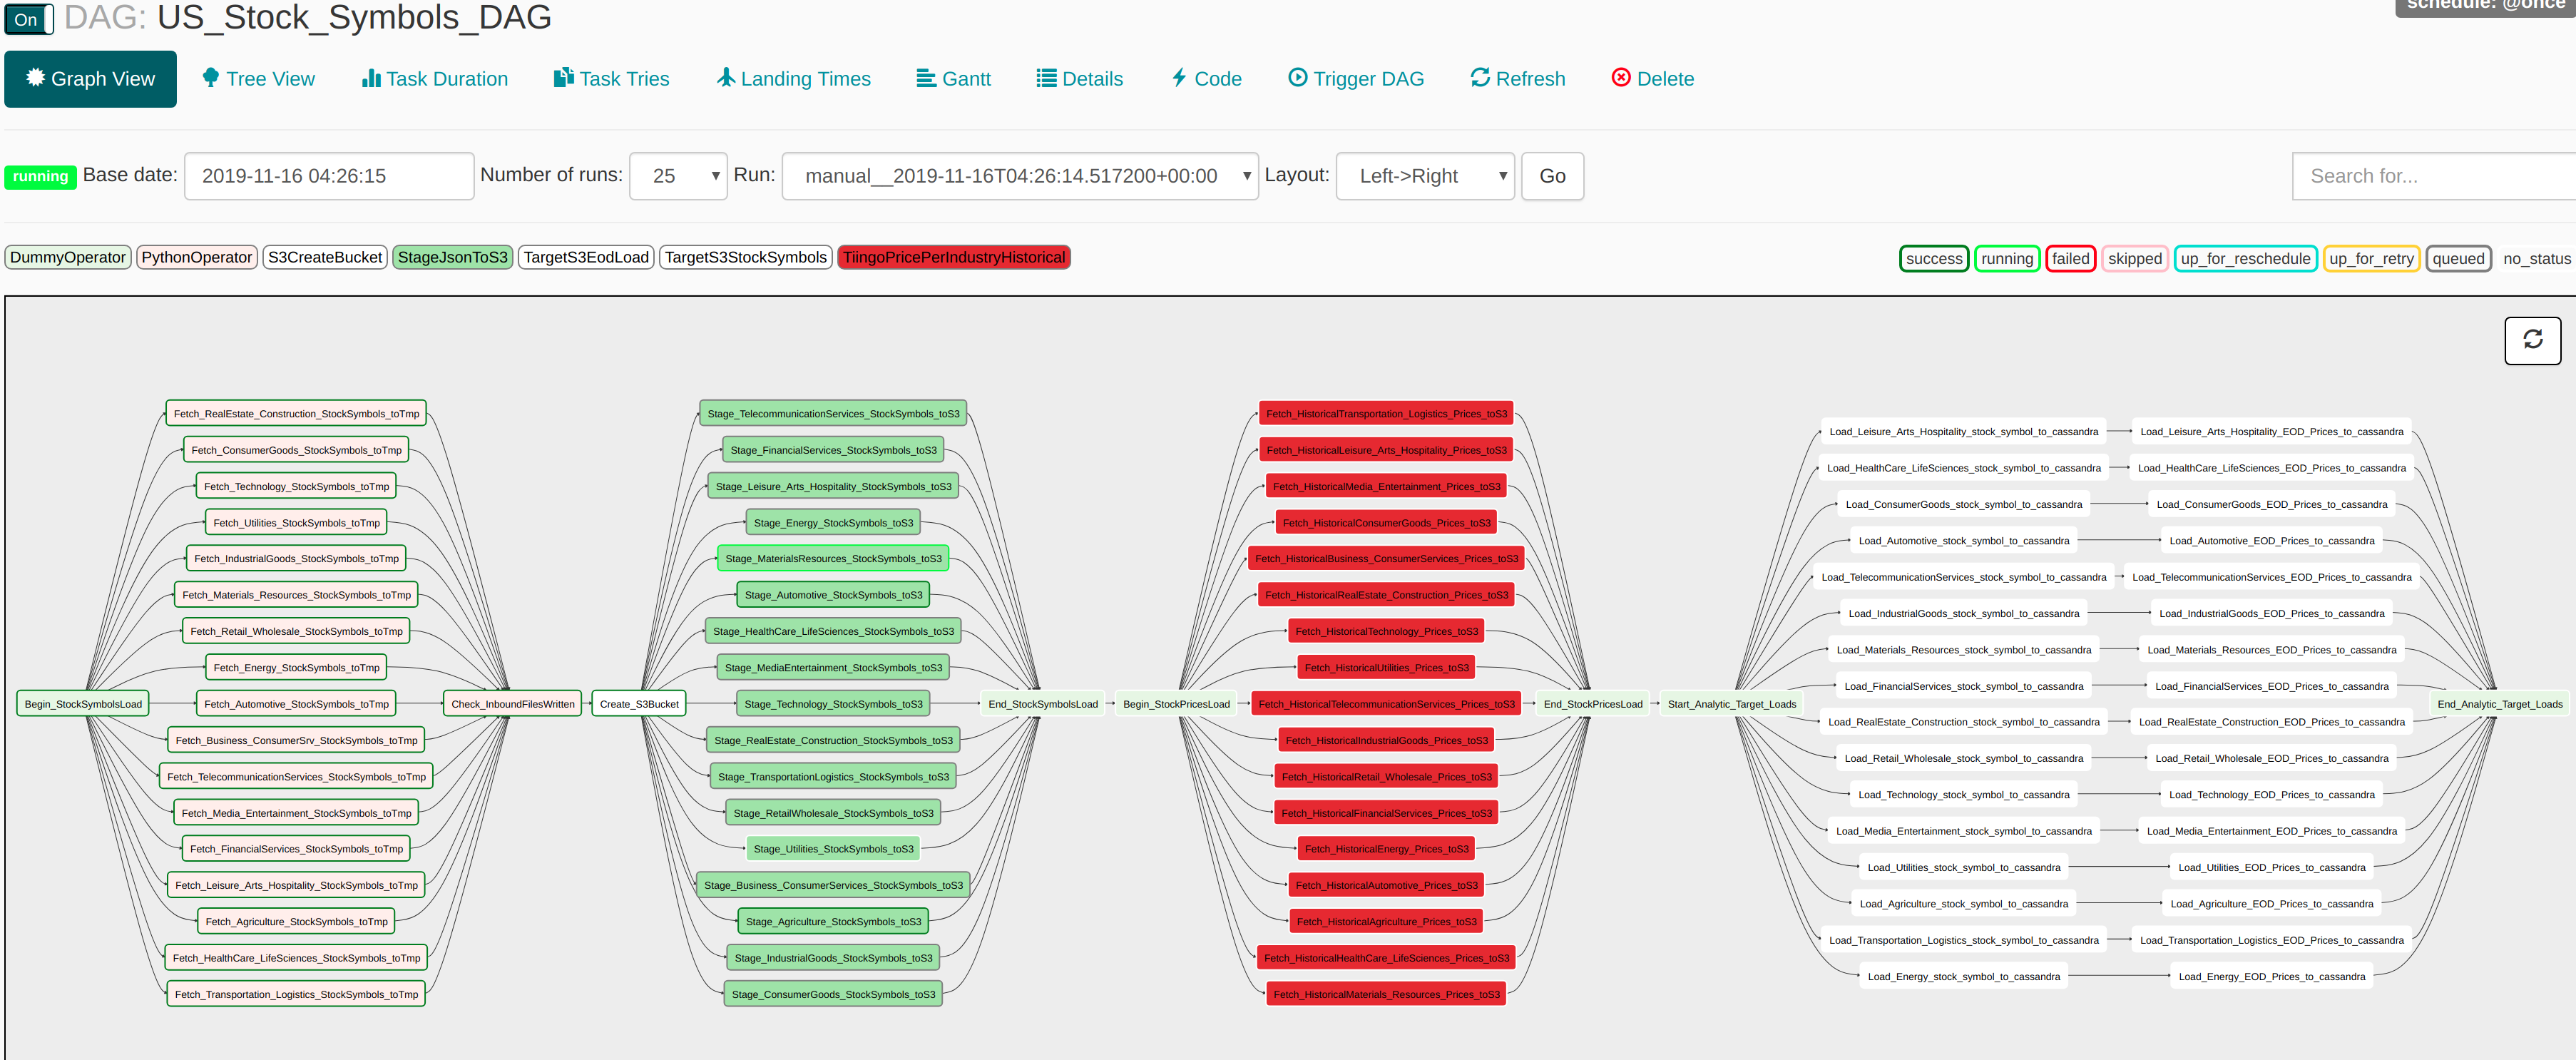 On DAG: US_Stock_Symbols_DAG schedule: @once
Graph View Tree View Task Duration Task Tries Landing Times Gantt Details Code Trigger DAG Refresh Delete
running Base date: 2019-11-16 04:26:15 Number of runs: 25 Run: manual__2019-11-16T04:26:14.517200+00:00 Layout: Left->Right Go Search for...
DummyOperator PythonOperator S3CreateBucket StageJsonToS3 TargetS3EodLoad TargetS3StockSymbols TiingoPricePerIndustryHistorical success running failed skipped up_for_reschedule up_for_retry queued no_status
Begin_StockSymbolsLoad
Fetch_RealEstate_Construction_StockSymbols_toTmp
Fetch_ConsumerGoods_StockSymbols_toTmp
Fetch_Technology_StockSymbols_toTmp
Fetch_Utilities_StockSymbols_toTmp
Fetch_IndustrialGoods_StockSymbols_toTmp
Fetch_Materials_Resources_StockSymbols_toTmp
Fetch_Retail_Wholesale_StockSymbols_toTmp
Fetch_Energy_StockSymbols_toTmp
Fetch_Automotive_StockSymbols_toTmp
Fetch_Business_ConsumerSrv_StockSymbols_toTmp
Fetch_TelecommunicationServices_StockSymbols_toTmp
Fetch_Media_Entertainment_StockSymbols_toTmp
Fetch_FinancialServices_StockSymbols_toTmp
Fetch_Leisure_Arts_Hospitality_StockSymbols_toTmp
Fetch_Agriculture_StockSymbols_toTmp
Fetch_HealthCare_LifeSciences_StockSymbols_toTmp
Fetch_Transportation_Logistics_StockSymbols_toTmp
Check_InboundFilesWritten
Create_S3Bucket
Stage_TelecommunicationServices_StockSymbols_toS3
Stage_FinancialServices_StockSymbols_toS3
Stage_Leisure_Arts_Hospitality_StockSymbols_toS3
Stage_Energy_StockSymbols_toS3
Stage_MaterialsResources_StockSymbols_toS3
Stage_Automotive_StockSymbols_toS3
Stage_HealthCare_LifeSciences_StockSymbols_toS3
Stage_MediaEntertainment_StockSymbols_toS3
Stage_Technology_StockSymbols_toS3
Stage_RealEstate_Construction_StockSymbols_toS3
Stage_TransportationLogistics_StockSymbols_toS3
Stage_RetailWholesale_StockSymbols_toS3
Stage_Utilities_StockSymbols_toS3
Stage_Business_ConsumerServices_StockSymbols_toS3
Stage_Agriculture_StockSymbols_toS3
Stage_IndustrialGoods_StockSymbols_toS3
Stage_ConsumerGoods_StockSymbols_toS3
End_StockSymbolsLoad
Begin_StockPricesLoad
Fetch_HistoricalTransportation_Logistics_Prices_toS3
Fetch_HistoricalLeisure_Arts_Hospitality_Prices_toS3
Fetch_HistoricalMedia_Entertainment_Prices_toS3
Fetch_HistoricalConsumerGoods_Prices_toS3
Fetch_HistoricalBusiness_ConsumerServices_Prices_toS3
Fetch_HistoricalRealEstate_Construction_Prices_toS3
Fetch_HistoricalTechnology_Prices_toS3
Fetch_HistoricalUtilities_Prices_toS3
Fetch_HistoricalTelecommunicationServices_Prices_toS3
Fetch_HistoricalIndustrialGoods_Prices_toS3
Fetch_HistoricalRetail_Wholesale_Prices_toS3
Fetch_HistoricalFinancialServices_Prices_toS3
Fetch_HistoricalEnergy_Prices_toS3
Fetch_HistoricalAutomotive_Prices_toS3
Fetch_HistoricalAgriculture_Prices_toS3
Fetch_HistoricalHealthCare_LifeSciences_Prices_toS3
Fetch_HistoricalMaterials_Resources_Prices_toS3
End_StockPricesLoad
Start_Analytic_Target_Loads
Load_Leisure_Arts_Hospitality_stock_symbol_to_cassandra Load_Leisure_Arts_Hospitality_EOD_Prices_to_cassandra
Load_HealthCare_LifeSciences_stock_symbol_to_cassandra Load_HealthCare_LifeSciences_EOD_Prices_to_cassandra
Load_ConsumerGoods_stock_symbol_to_cassandra Load_ConsumerGoods_EOD_Prices_to_cassandra
Load_Automotive_stock_symbol_to_cassandra Load_Automotive_EOD_Prices_to_cassandra
Load_TelecommunicationServices_stock_symbol_to_cassandra Load_TelecommunicationServices_EOD_Prices_to_cassandra
Load_IndustrialGoods_stock_symbol_to_cassandra Load_IndustrialGoods_EOD_Prices_to_cassandra
Load_Materials_Resources_stock_symbol_to_cassandra Load_Materials_Resources_EOD_Prices_to_cassandra
Load_FinancialServices_stock_symbol_to_cassandra Load_FinancialServices_EOD_Prices_to_cassandra
Load_RealEstate_Construction_stock_symbol_to_cassandra Load_RealEstate_Construction_EOD_Prices_to_cassandra
Load_Retail_Wholesale_stock_symbol_to_cassandra Load_Retail_Wholesale_EOD_Prices_to_cassandra
Load_Technology_stock_symbol_to_cassandra Load_Technology_EOD_Prices_to_cassandra
Load_Media_Entertainment_stock_symbol_to_cassandra Load_Media_Entertainment_EOD_Prices_to_cassandra
Load_Utilities_stock_symbol_to_cassandra Load_Utilities_EOD_Prices_to_cassandra
Load_Agriculture_stock_symbol_to_cassandra Load_Agriculture_EOD_Prices_to_cassandra
Load_Transportation_Logistics_stock_symbol_to_cassandra Load_Transportation_Logistics_EOD_Prices_to_cassandra
Load_Energy_stock_symbol_to_cassandra Load_Energy_EOD_Prices_to_cassandra
End_Analytic_Target_Loads